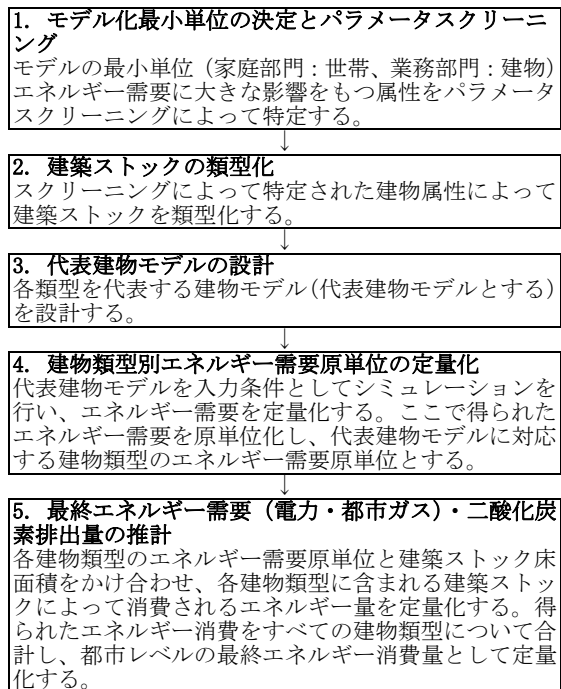 1. モデル化最小単位の決定とパラメータスクリーニ
ング
モデルの最小単位（家庭部門：世帯、業務部門：建物）
エネルギー需要に大きな影響をもつ属性をパラメータ
スクリーニングによって特定する。
↓
2. 建築ストックの類型化
スクリーニングによって特定された建物属性によって
建築ストックを類型化する。
↓
3. 代表建物モデルの設計
各類型を代表する建物モデル(代表建物モデルとする)
を設計する。
↓
4. 建物類型別エネルギー需要原単位の定量化
代表建物モデルを入力条件としてシミュレーションを
行い、エネルギー需要を定量化する。ここで得られた
エネルギー需要を原単位化し、代表建物モデルに対応
する建物類型のエネルギー需要原単位とする。
↓
5. 最終エネルギー需要（電力・都市ガス）・二酸化炭
素排出量の推計
各建物類型のエネルギー需要原単位と建築ストック床
面積をかけ合わせ、各建物類型に含まれる建築ストッ
クによって消費されるエネルギー量を定量化する。得
られたエネルギー消費をすべての建物類型について合
計し、都市レベルの最終エネルギー消費量として定量
化する。